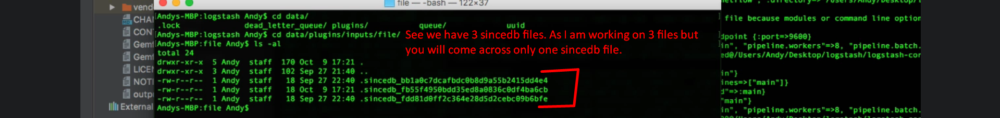 vend
CHAN
MD
CON
Gemf
Gemf
LICEN
NOTI
outp
External
file — -bash — 122×37
Andys-MBP:logstash Andy$ cd data/
.lock dead_letter_queue/ plugins/ queue/ uuid
Andys-MBP:logstash Andy$ cd data/plugins/inputs/file/
Andys-MBP:file Andy$ ls -al
total 24
drwxr-xr-x 5 Andy staff 170 Oct 9 17:21 .
drwxr-xr-x 3 Andy staff 102 Sep 27 21:40 ..
-rw-r--r-- 1 Andy staff 18 Sep 27 22:40 .sincedb_bb1a0c7dcafbdc0b8d9a55b2415dd4e4
-rw-r--r-- 1 Andy staff 18 Oct 9 17:21 .sincedb_fb55f4950bdd35ed8a0836c0df4ba6cb
-rw-r--r-- 1 Andy staff 18 Sep 27 22:40 .sincedb_fdd81d0ff2c364e28d5d2cebc09b6bfe
Andys-MBP:file Andy$
See we have 3 sincedb files. As I am working on 3 files but
you will come across only one sincedb file.
netflow", :directory=>"/Users/Andy/Desktop/l
file because modules or command line option
dpoint {:port=>9600}
in", "pipeline.workers"=>8, "pipeline.batch.
ed@/Users/Andy/Desktop/logstash/logstash-cor
in"}
ines=>["main"]}
d"=>:main}
"main"}
in", "pipeline.workers"=>8, "pipeline.batch.